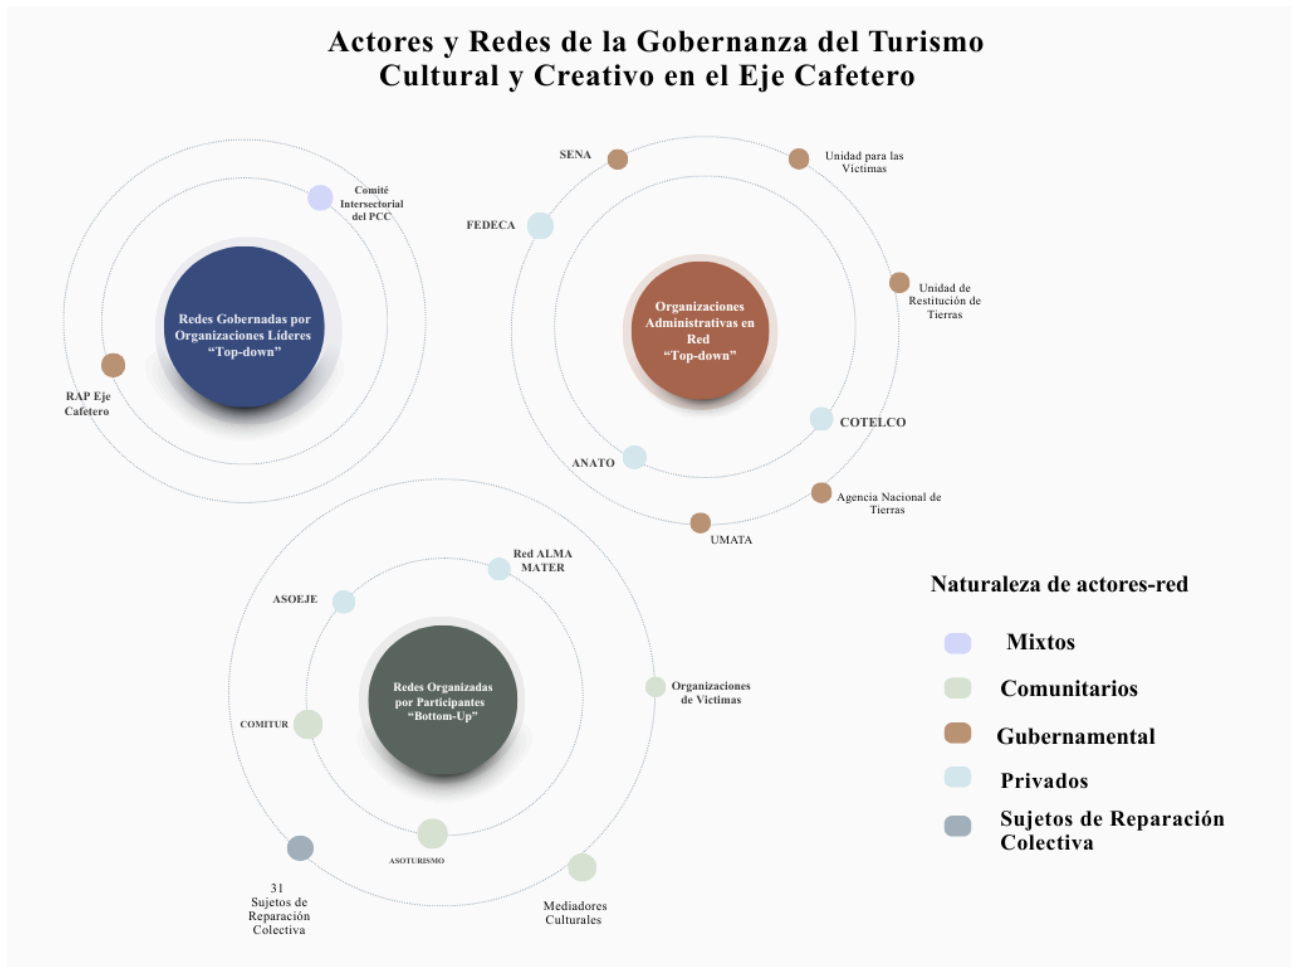 Actores y Redes de la Gobernanza del Turismo
Cultural y Creativo en el Eje Cafetero
Comité
Intersectorial
del PCC
Redes Gobernadas por
Organizaciones Líderes
“Top-down”
RAP Eje
Cafetero
SENA
Unidad para las
Víctimas
FEDECA
Unidad de
Restitución de
Tierras
Organizaciones
Administrativas en
Red
“Top-down”
COTELCO
ANATO
Agencia Nacional de
Tierras
UMATA
Red ALMA
MATER
ASOEJE
Redes Organizadas
por Participantes
“Bottom-Up”
Organizaciones
de Victimas
COMITUR
ASOTURISMO
31
Sujetos de
Reparación
Colectiva
Mediadores
Culturales
Naturaleza de actores-red
Mixtos
Comunitarios
Gubernamental
Privados
Sujetos de Reparación
Colectiva